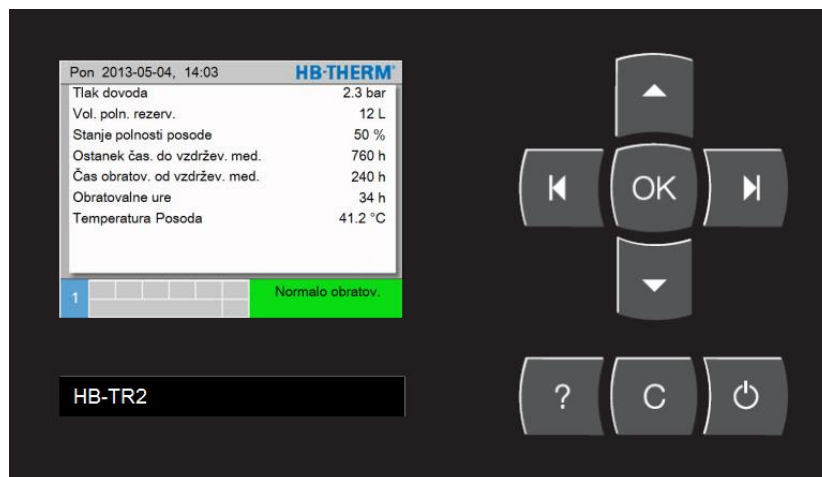 Pon 2013-05-04, 14:03 HB·THERM®
Tlak dovoda 2.3 bar
Vol. poln. rezerv. 12 L
Stanje polnosti posode 50 %
Ostanek čas. do vzdržev. med. 760 h
Čas obratov. od vzdržev. med. 240 h
Obratovalne ure 34 h
Temperatura Posoda 41.2 °C
1 Normalo obratov.
HB-TR2
OK
? C